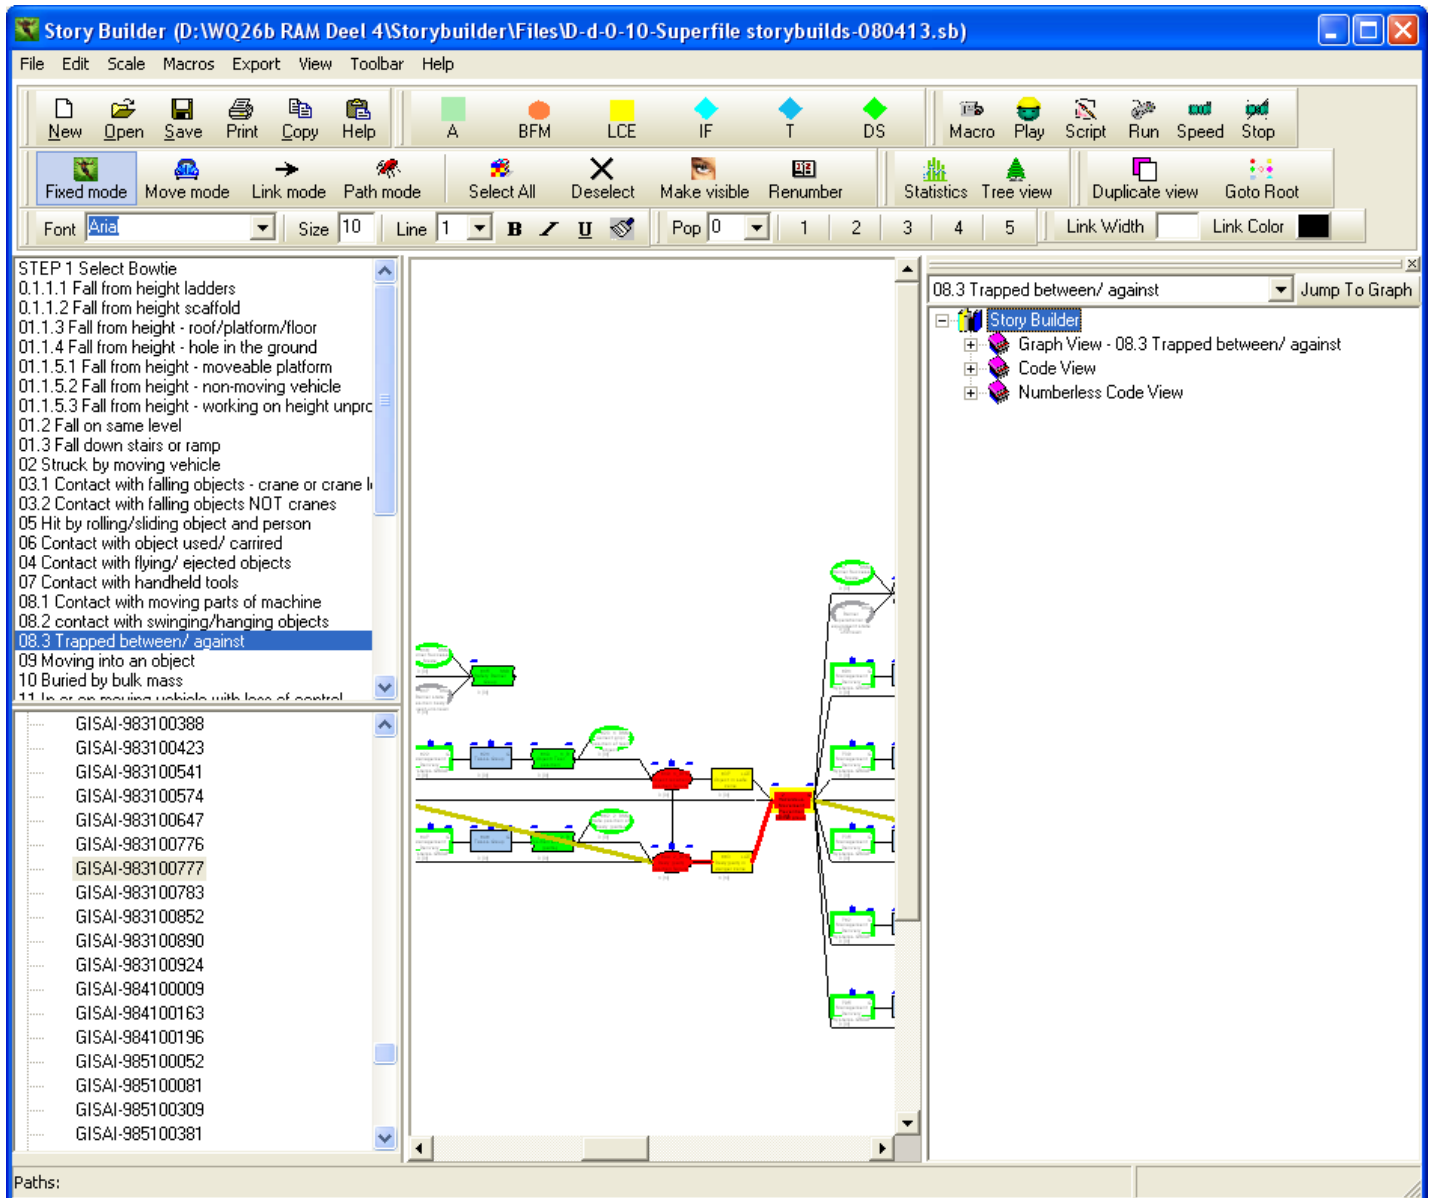 Story Builder (D:\WQ26b RAM Deel 4\Storybuilder\Files\D-d-0-10-Superfile storybuilds-080413.sb)
File Edit Scale Macros Export View Toolbar Help
New Open Save Print Copy Help A BFM LCE IF T DS Macro Play Script Run Speed Stop
Fixed mode Move mode Link mode Path mode Select All Deselect Make visible Renumber Statistics Tree view Duplicate view Goto Root
Font Arial Size 10 Line 1 B I U Pop 0 1 2 3 4 5 Link Width Link Color
STEP 1 Select Bowtie
0.1.1.1 Fall from height ladders
0.1.1.2 Fall from height scaffold
01.1.3 Fall from height - roof/platform/floor
01.1.4 Fall from height - hole in the ground
01.1.5.1 Fall from height - moveable platform
01.1.5.2 Fall from height - non-moving vehicle
01.1.5.3 Fall from height - working on height unprc
01.2 Fall on same level
01.3 Fall down stairs or ramp
02 Struck by moving vehicle
03.1 Contact with falling objects - crane or crane l
03.2 Contact with falling objects NOT cranes
05 Hit by rolling/sliding object and person
06 Contact with object used/ carrired
04 Contact with flying/ ejected objects
07 Contact with handheld tools
08.1 Contact with moving parts of machine
08.2 contact with swinging/hanging objects
08.3 Trapped between/ against
09 Moving into an object
10 Buried by bulk mass
11 In or on moving vehicle with loss of control
GISAI-983100388
GISAI-983100423
GISAI-983100541
GISAI-983100574
GISAI-983100647
GISAI-983100776
GISAI-983100777
GISAI-983100783
GISAI-983100852
GISAI-983100890
GISAI-983100924
GISAI-984100009
GISAI-984100163
GISAI-984100196
GISAI-985100052
GISAI-985100081
GISAI-985100309
GISAI-985100381
08.3 Trapped between/ against Jump To Graph
Story Builder
Graph View - 08.3 Trapped between/ against
Code View
Numberless Code View
Paths: